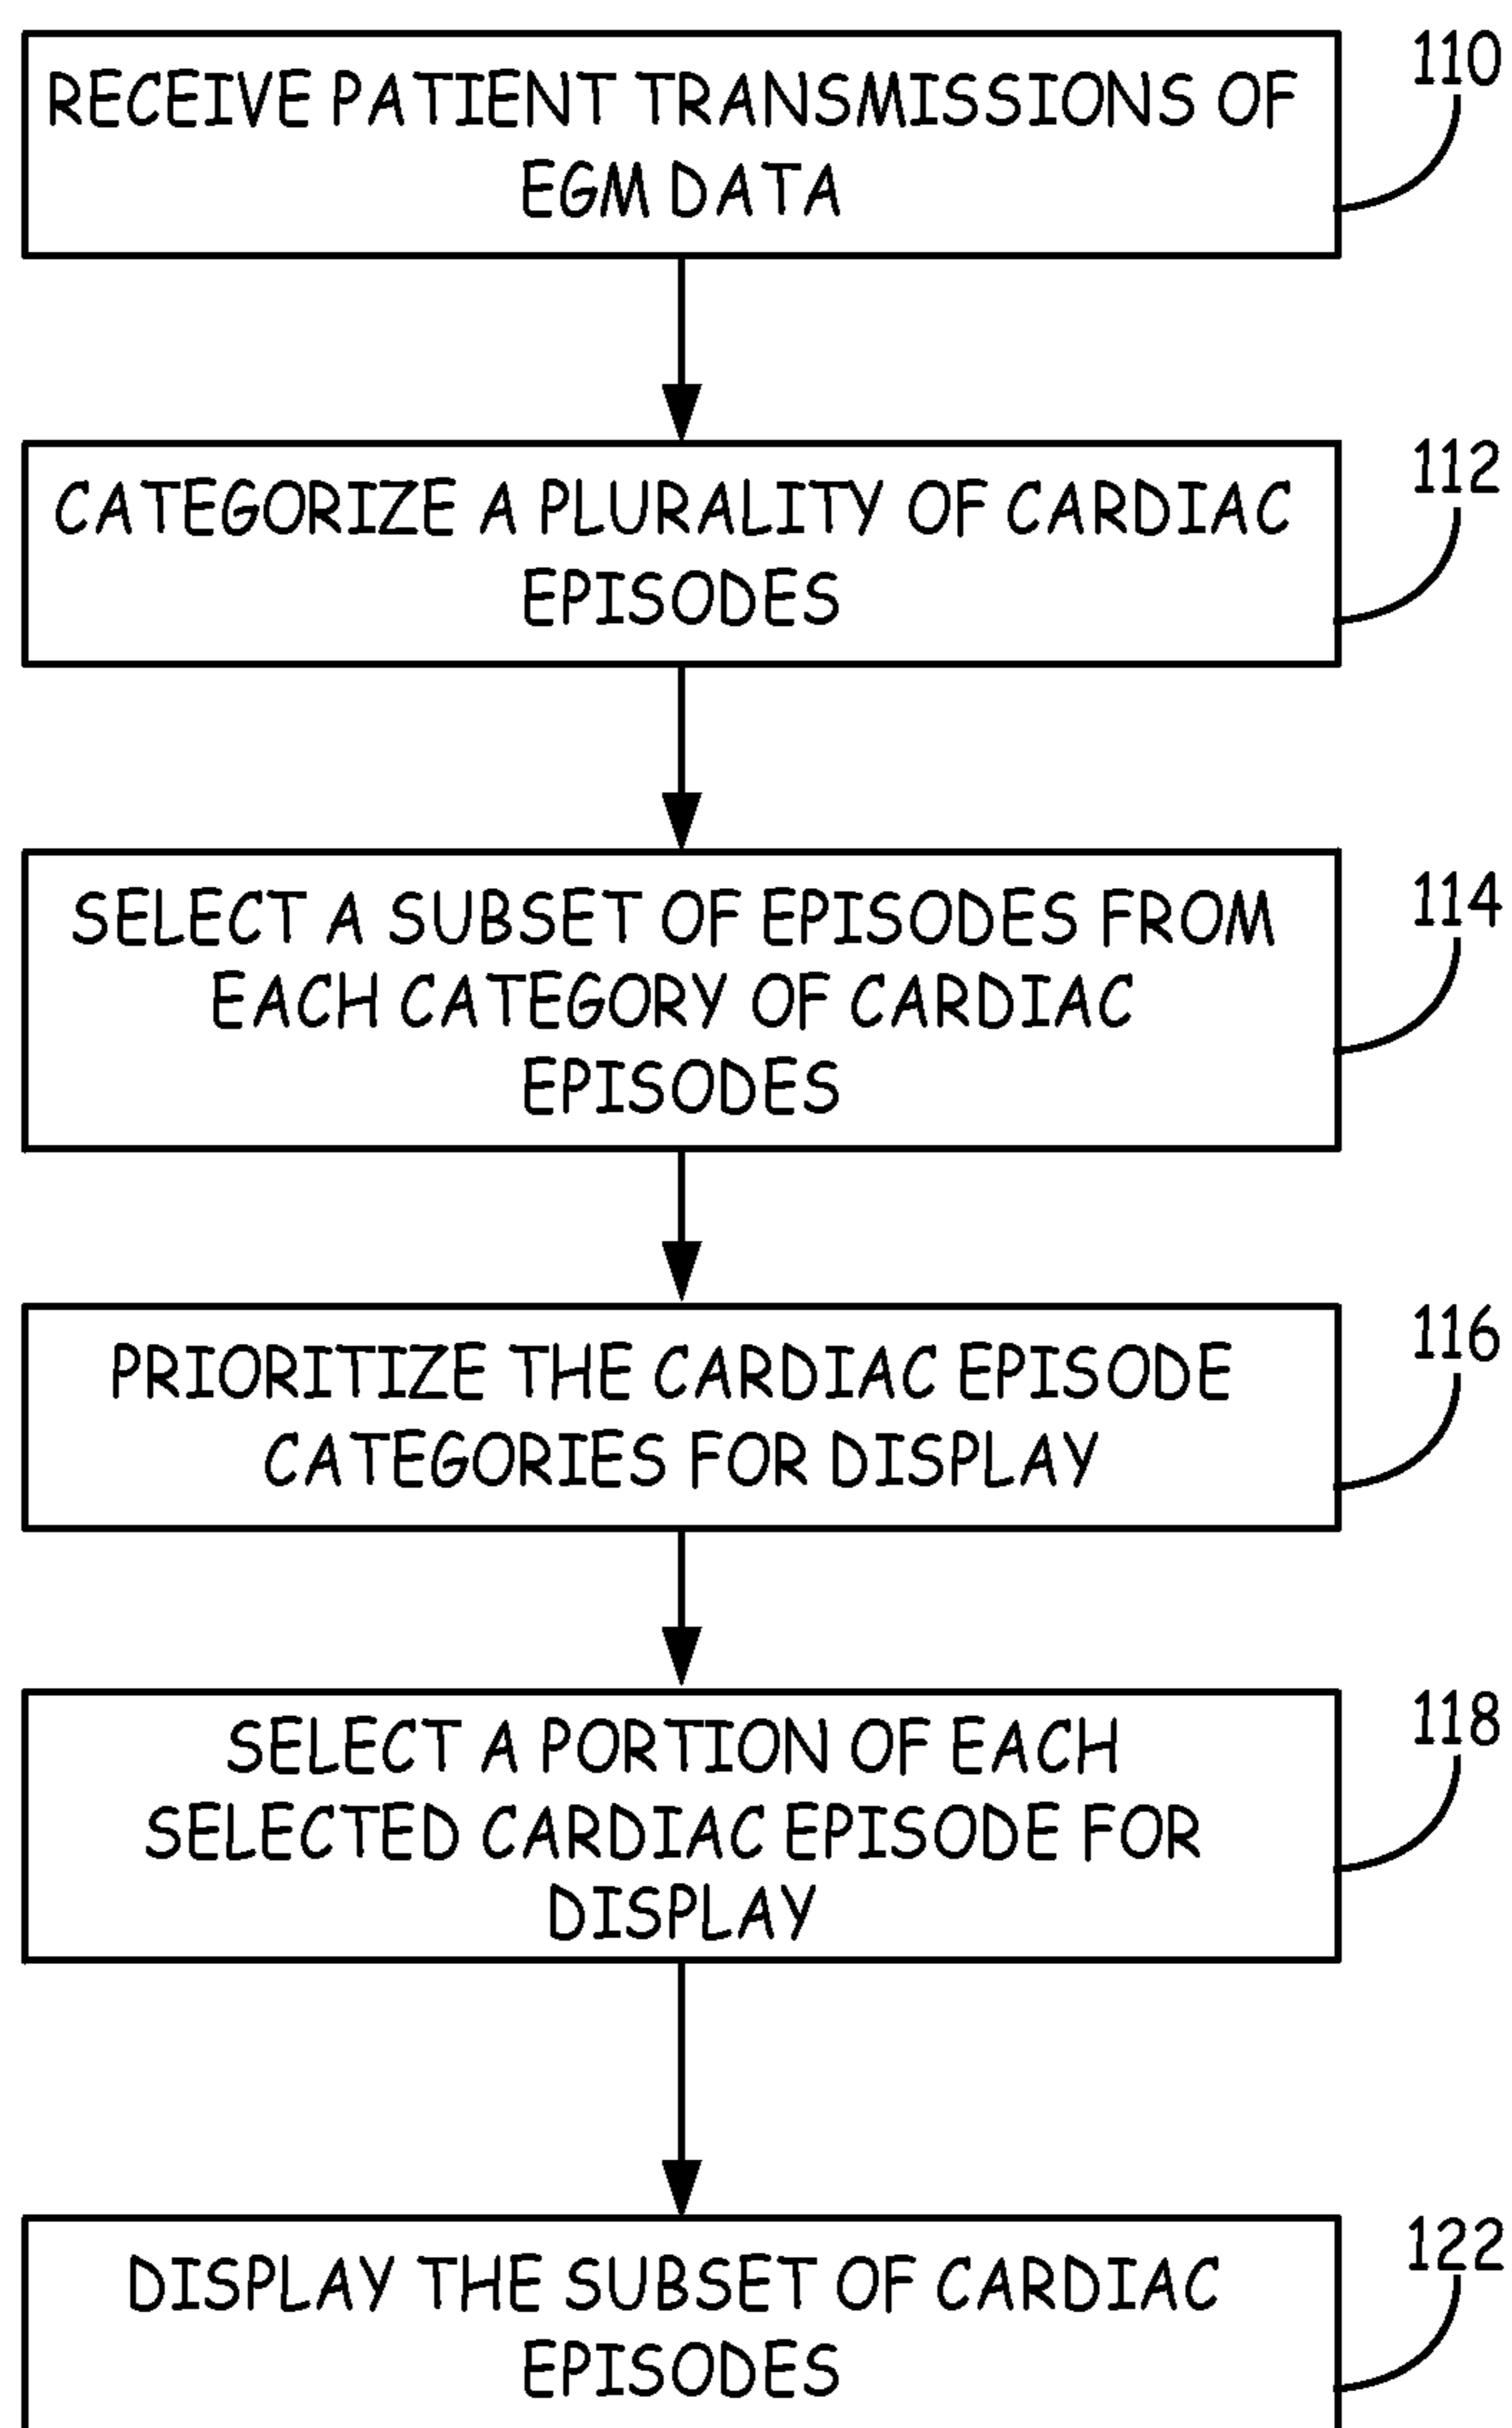 RECEIVE PATIENT TRANSMISSIONS OF
EGM DATA
110
CATEGORIZE A PLURALITY OF CARDIAC
EPISODES
112
SELECT A SUBSET OF EPISODES FROM
EACH CATEGORY OF CARDIAC
EPISODES
114
PRIORITIZE THE CARDIAC EPISODE
CATEGORIES FOR DISPLAY
116
SELECT A PORTION OF EACH
SELECTED CARDIAC EPISODE FOR
DISPLAY
118
DISPLAY THE SUBSET OF CARDIAC
EPISODES
122